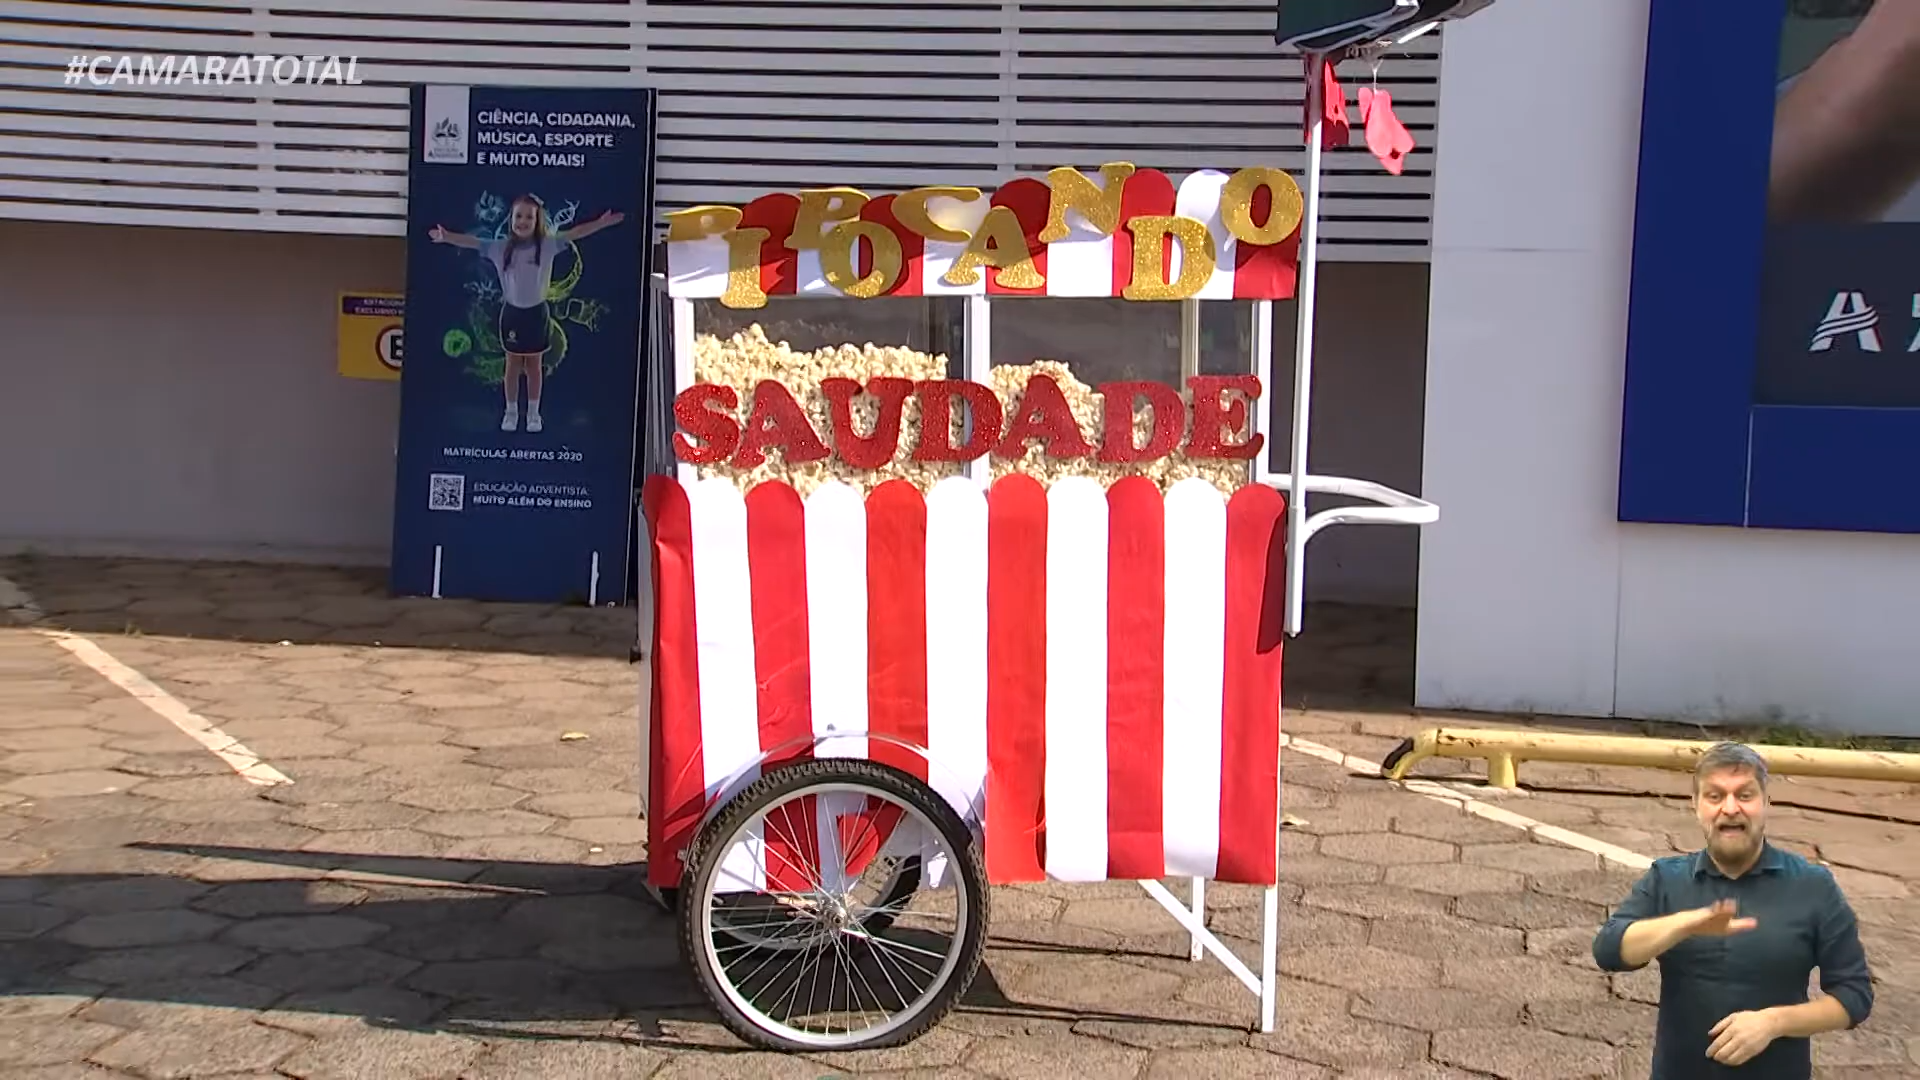 #CAMARATOTAL
CIÊNCIA, CIDADANIA,
MÚSICA, ESPORTE
E MUITO MAIS!
MATRÍCULAS ABERTAS 2020
EDUCAÇÃO ADVENTISTA.
MUITO ALÉM DO ENSINO
PIPOCANDO
SAUDADE
A